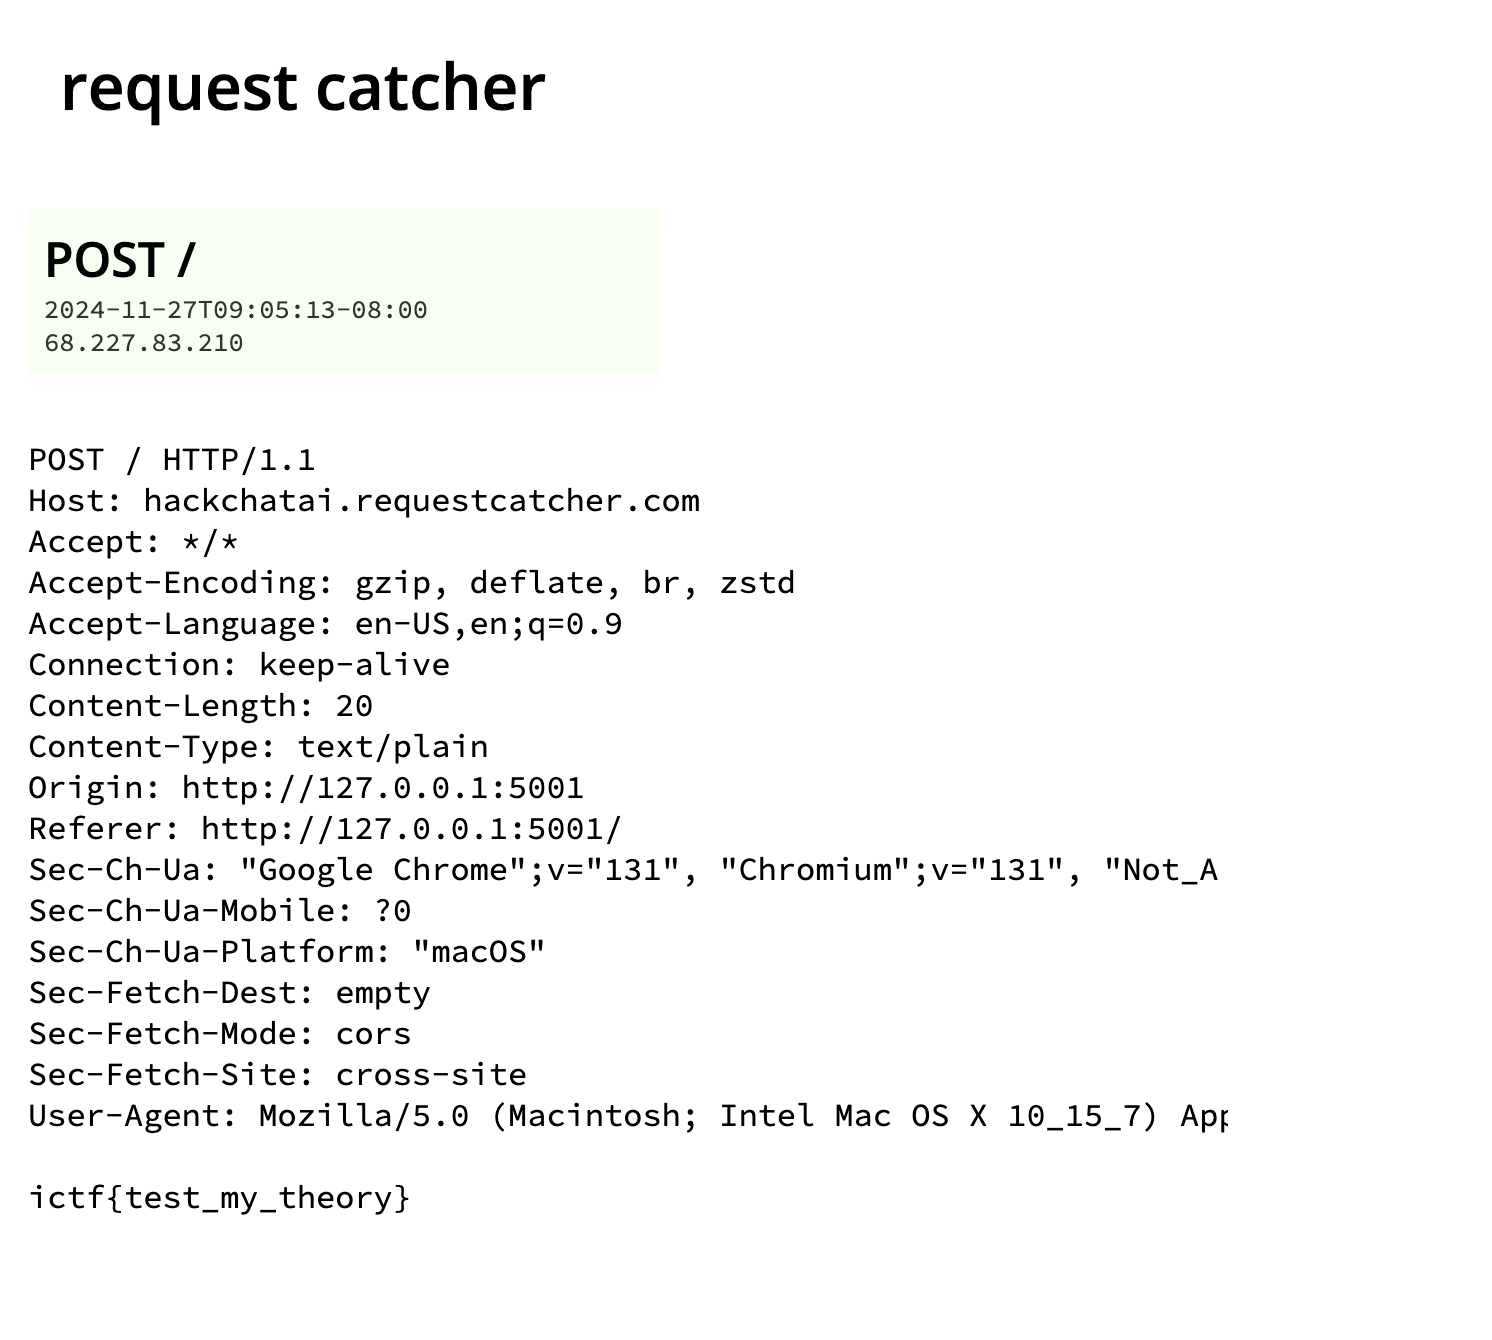 request catcher
POST /
2024-11-27T09:05:13-08:00
68.227.83.210
POST / HTTP/1.1
Host: hackchatai.requestcatcher.com
Accept: */*
Accept-Encoding: gzip, deflate, br, zstd
Accept-Language: en-US,en;q=0.9
Connection: keep-alive
Content-Length: 20
Content-Type: text/plain
Origin: http://127.0.0.1:5001
Referer: http://127.0.0.1:5001/
Sec-Ch-Ua: "Google Chrome";v="131", "Chromium";v="131", "Not_A
Sec-Ch-Ua-Mobile: ?0
Sec-Ch-Ua-Platform: "macOS"
Sec-Fetch-Dest: empty
Sec-Fetch-Mode: cors
Sec-Fetch-Site: cross-site
User-Agent: Mozilla/5.0 (Macintosh; Intel Mac OS X 10_15_7) App
ictf{test_my_theory}